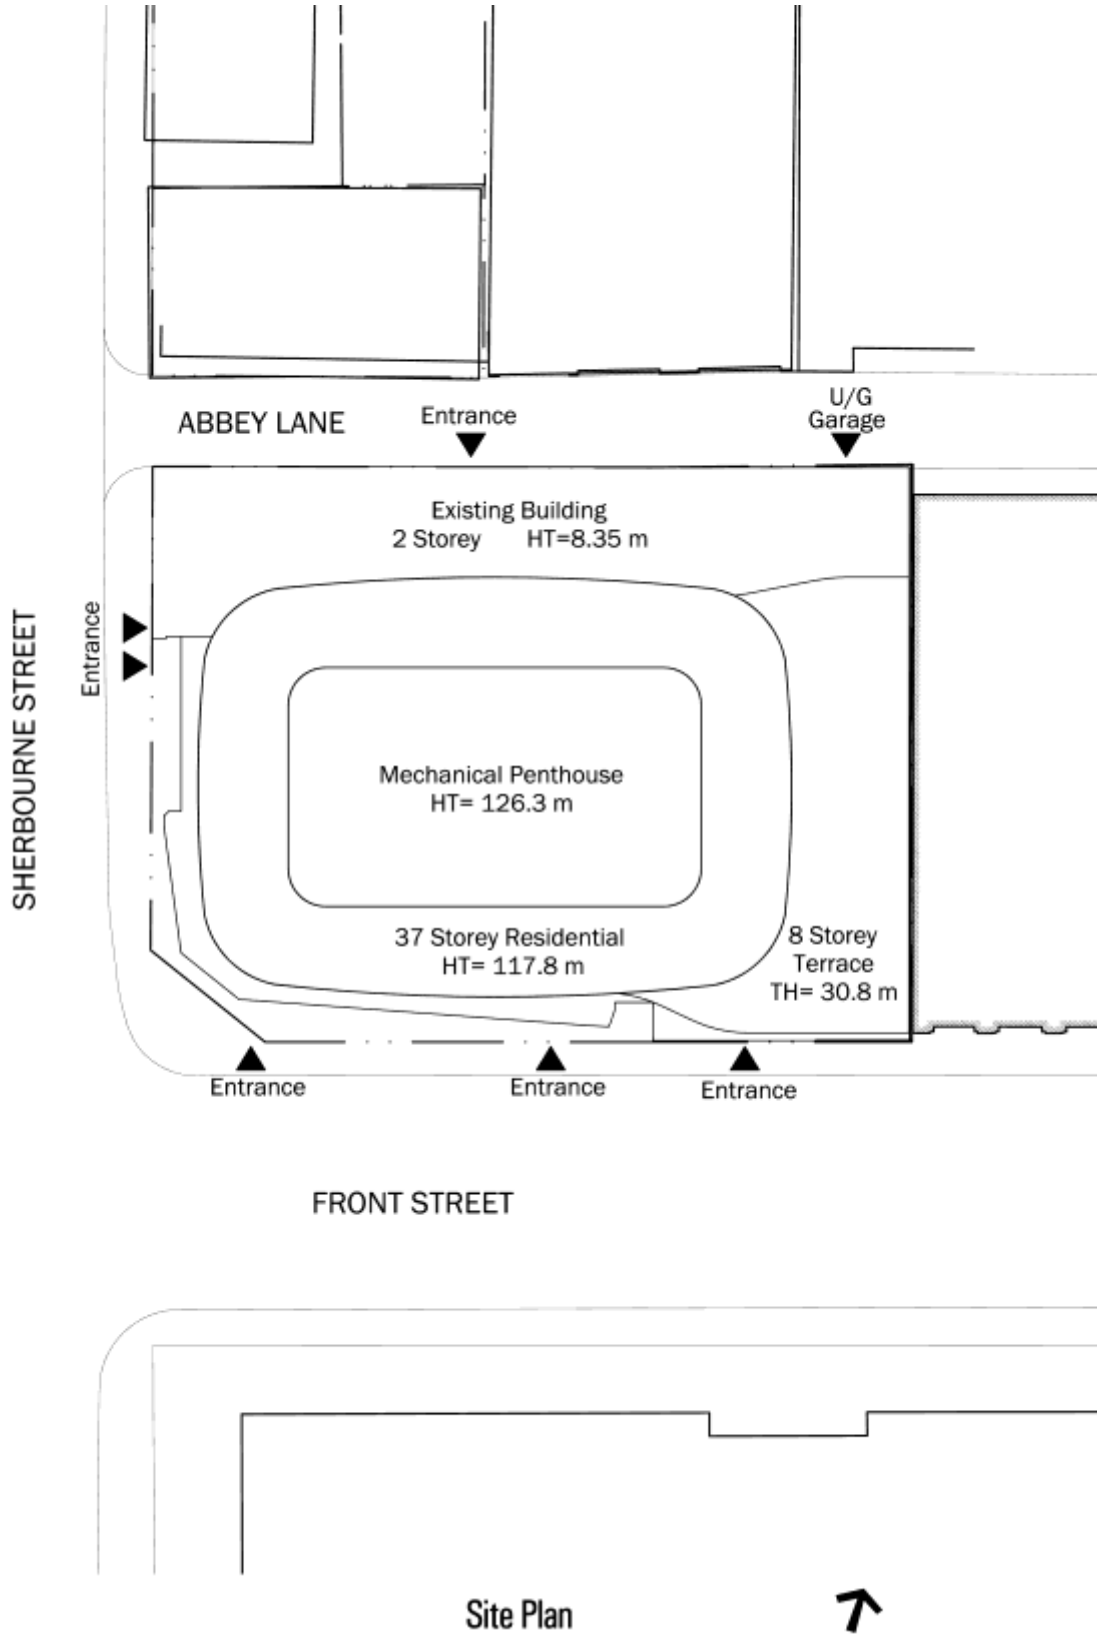 ABBEY LANE
Entrance
U/G
Garage
Existing Building
2 Storey HT=8.35 m
Entrance
SHERBOURNE STREET
Mechanical Penthouse
HT= 126.3 m
37 Storey Residential
HT= 117.8 m
8 Storey
Terrace
TH= 30.8 m
Entrance
Entrance
Entrance
FRONT STREET
Site Plan